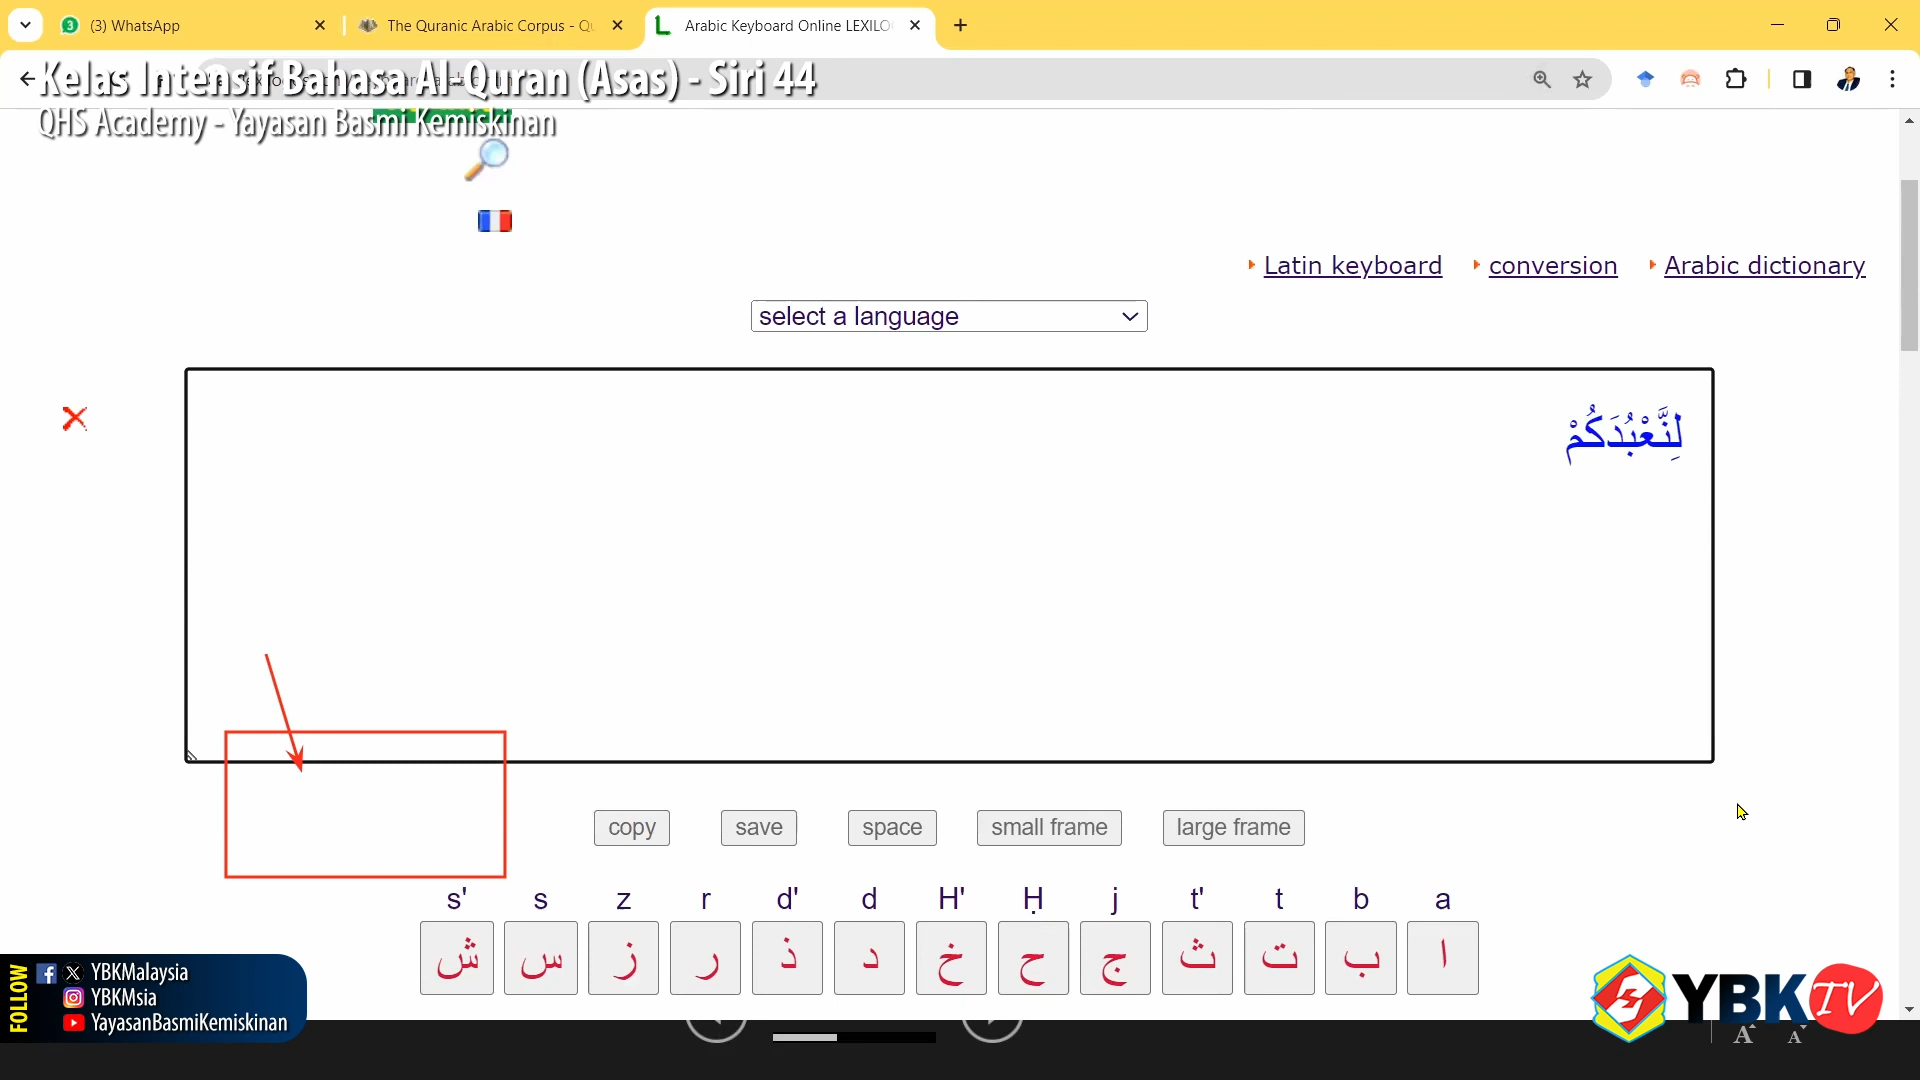 (3) WhatsApp
The Quranic Arabic Corpus - Qu
Arabic Keyboard Online LEXILO
Kelas Intensif Bahasa Al-Quran (Asas) - Siri 44
QHS Academy - Yayasan Basmi Kemiskinan
Latin keyboard
conversion
Arabic dictionary
select a language
لِنَّعْبُدَكُمْ
copy
save
space
small frame
large frame
s' s z r d' d H' Ḥ j t' t b a
ش س ز ر ذ د خ ح ج ث ت ب ا
FOLLOW
YBKMalaysia
YBKMsia
YayasanBasmiKemiskinan
YBK TV
A A